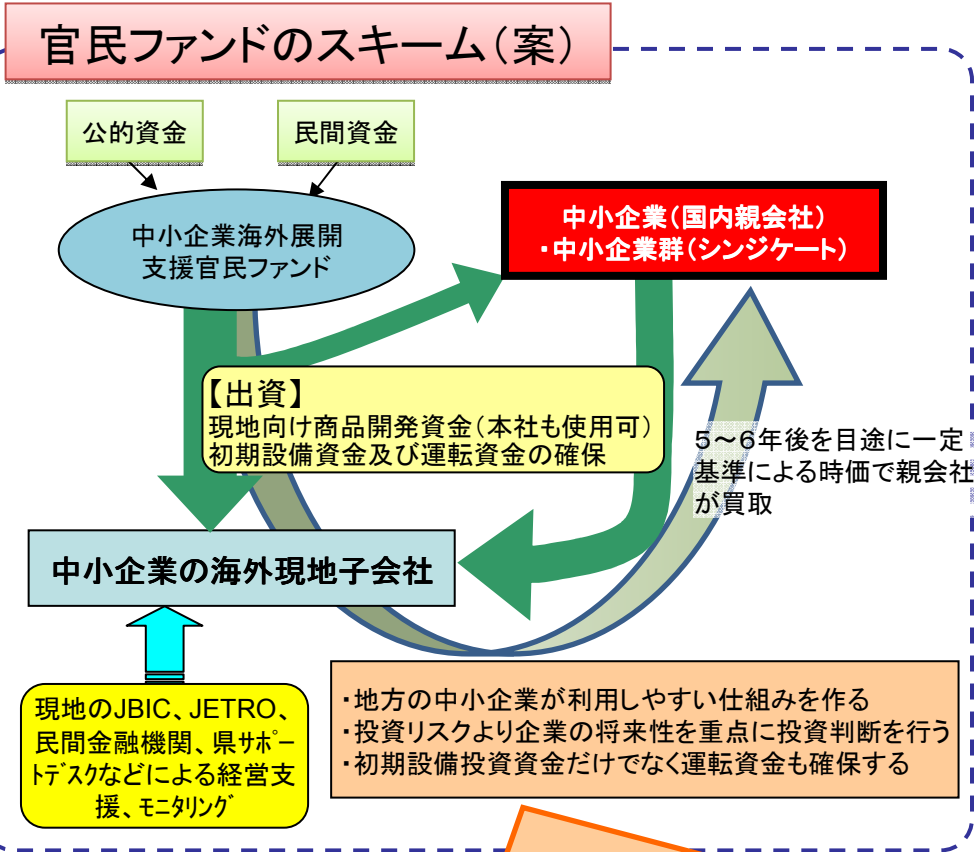 官民ファンドのスキーム（案）
公的資金
民間資金
中小企業海外展開
支援官民ファンド
中小企業（国内親会社）
・中小企業群（シンジケート）
【出資】
現地向け商品開発資金（本社も使用可）
初期設備資金及び運転資金の確保
５～６年後を目途に一定
基準による時価で親会社
が買取
中小企業の海外現地子会社
現地のJBIC、JETRO、
民間金融機関、県ｻﾎﾟｰ
ﾄﾃﾞｽｸなどによる経営支
援、ﾓﾆﾀﾘﾝｸﾞ
・地方の中小企業が利用しやすい仕組みを作る
・投資リスクより企業の将来性を重点に投資判断を行う
・初期設備投資資金だけでなく運転資金も確保する